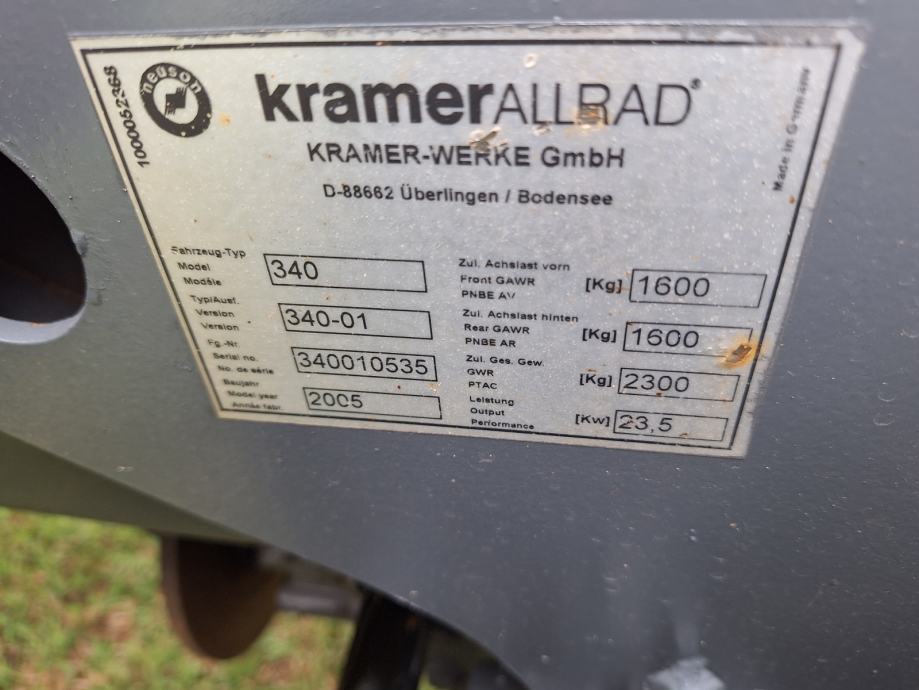 1000052368
neuson
kramerALLRAD®
Made in Germany
KRAMER-WERKE GmbH
D-88662 Überlingen / Bodensee
Fahrzeug-Typ
Model
Modèle
340
Typ/Ausf.
Version
Version
340-01
Fg.-Nr.
Serial no.
No. de série
340010535
Baujahr
Model year
Année fabr.
2005
Zul. Achslast vorn
Front GAWR
PNBE AV
[Kg] 1600
Zul. Achslast hinten
Rear GAWR
PNBE AR
[Kg] 1600
Zul. Ges. Gew.
GWR
PTAC
[Kg] 2300
Leistung
Output
Performance
[Kw] 23,5